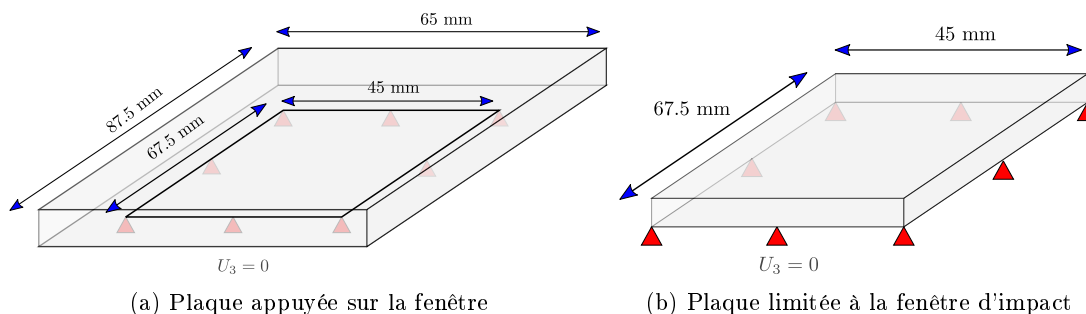 65 mm
87.5 mm
45 mm
67.5 mm
U₃ = 0
(a) Plaque appuyée sur la fenêtre
45 mm
67.5 mm
U₃ = 0
(b) Plaque limitée à la fenêtre d'impact